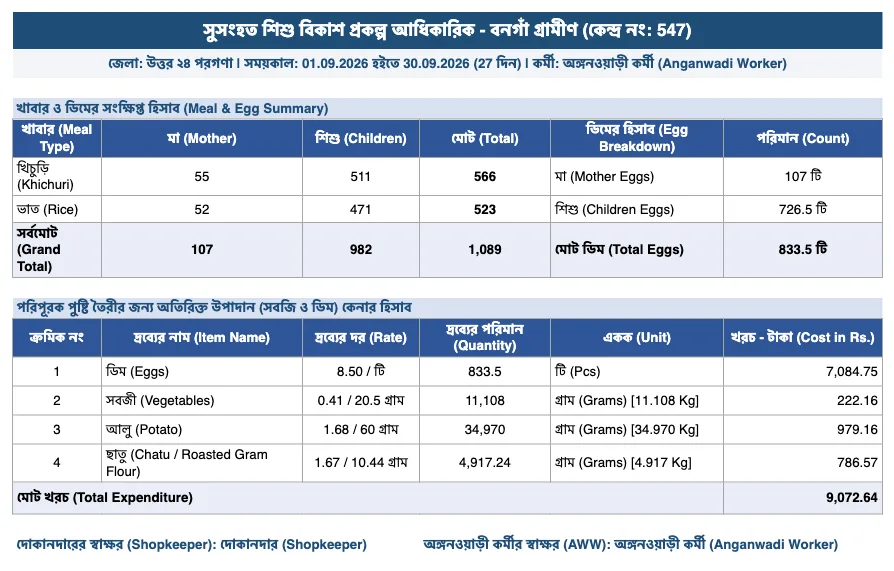 সুসংহত শিশু বিকাশ প্রকল্প আধিকারিক - বনগাঁ গ্রামীণ (কেন্দ্র নং: 547)
জেলা: উত্তর ২৪ পরগণা | সময়কাল: 01.09.2026 হইতে 30.09.2026 (27 দিন) | কর্মী: অঙ্গনওয়াড়ী কর্মী (Anganwadi Worker)
খাবার ও ডিমের সংক্ষিপ্ত হিসাব (Meal & Egg Summary)
খাবার (Meal Type) মা (Mother) শিশু (Children) মোট (Total) ডিমের হিসাব (Egg Breakdown) পরিমান (Count)
খিচুড়ি (Khichuri) 55 511 566 মা (Mother Eggs) 107 টি
ভাত (Rice) 52 471 523 শিশু (Children Eggs) 726.5 টি
সর্বমোট (Grand Total) 107 982 1,089 মোট ডিম (Total Eggs) 833.5 টি
পরিপূরক পুষ্টি তৈরীর জন্য অতিরিক্ত উপাদান (সবজি ও ডিম) কেনার হিসাব
ক্রমিক নং দ্রব্যের নাম (Item Name) দ্রব্যের দর (Rate) দ্রব্যের পরিমান (Quantity) একক (Unit) খরচ - টাকা (Cost in Rs.)
1 ডিম (Eggs) 8.50 / টি 833.5 টি (Pcs) 7,084.75
2 সবজী (Vegetables) 0.41 / 20.5 গ্রাম 11,108 গ্রাম (Grams) [11.108 Kg] 222.16
3 আলু (Potato) 1.68 / 60 গ্রাম 34,970 গ্রাম (Grams) [34.970 Kg] 979.16
4 ছাতু (Chatu / Roasted Gram Flour) 1.67 / 10.44 গ্রাম 4,917.24 গ্রাম (Grams) [4.917 Kg] 786.57
মোট খরচ (Total Expenditure) 9,072.64
দোকানদারের স্বাক্ষর (Shopkeeper): দোকানদার (Shopkeeper) অঙ্গনওয়াড়ী কর্মীর স্বাক্ষর (AWW): অঙ্গনওয়াড়ী কর্মী (Anganwadi Worker)